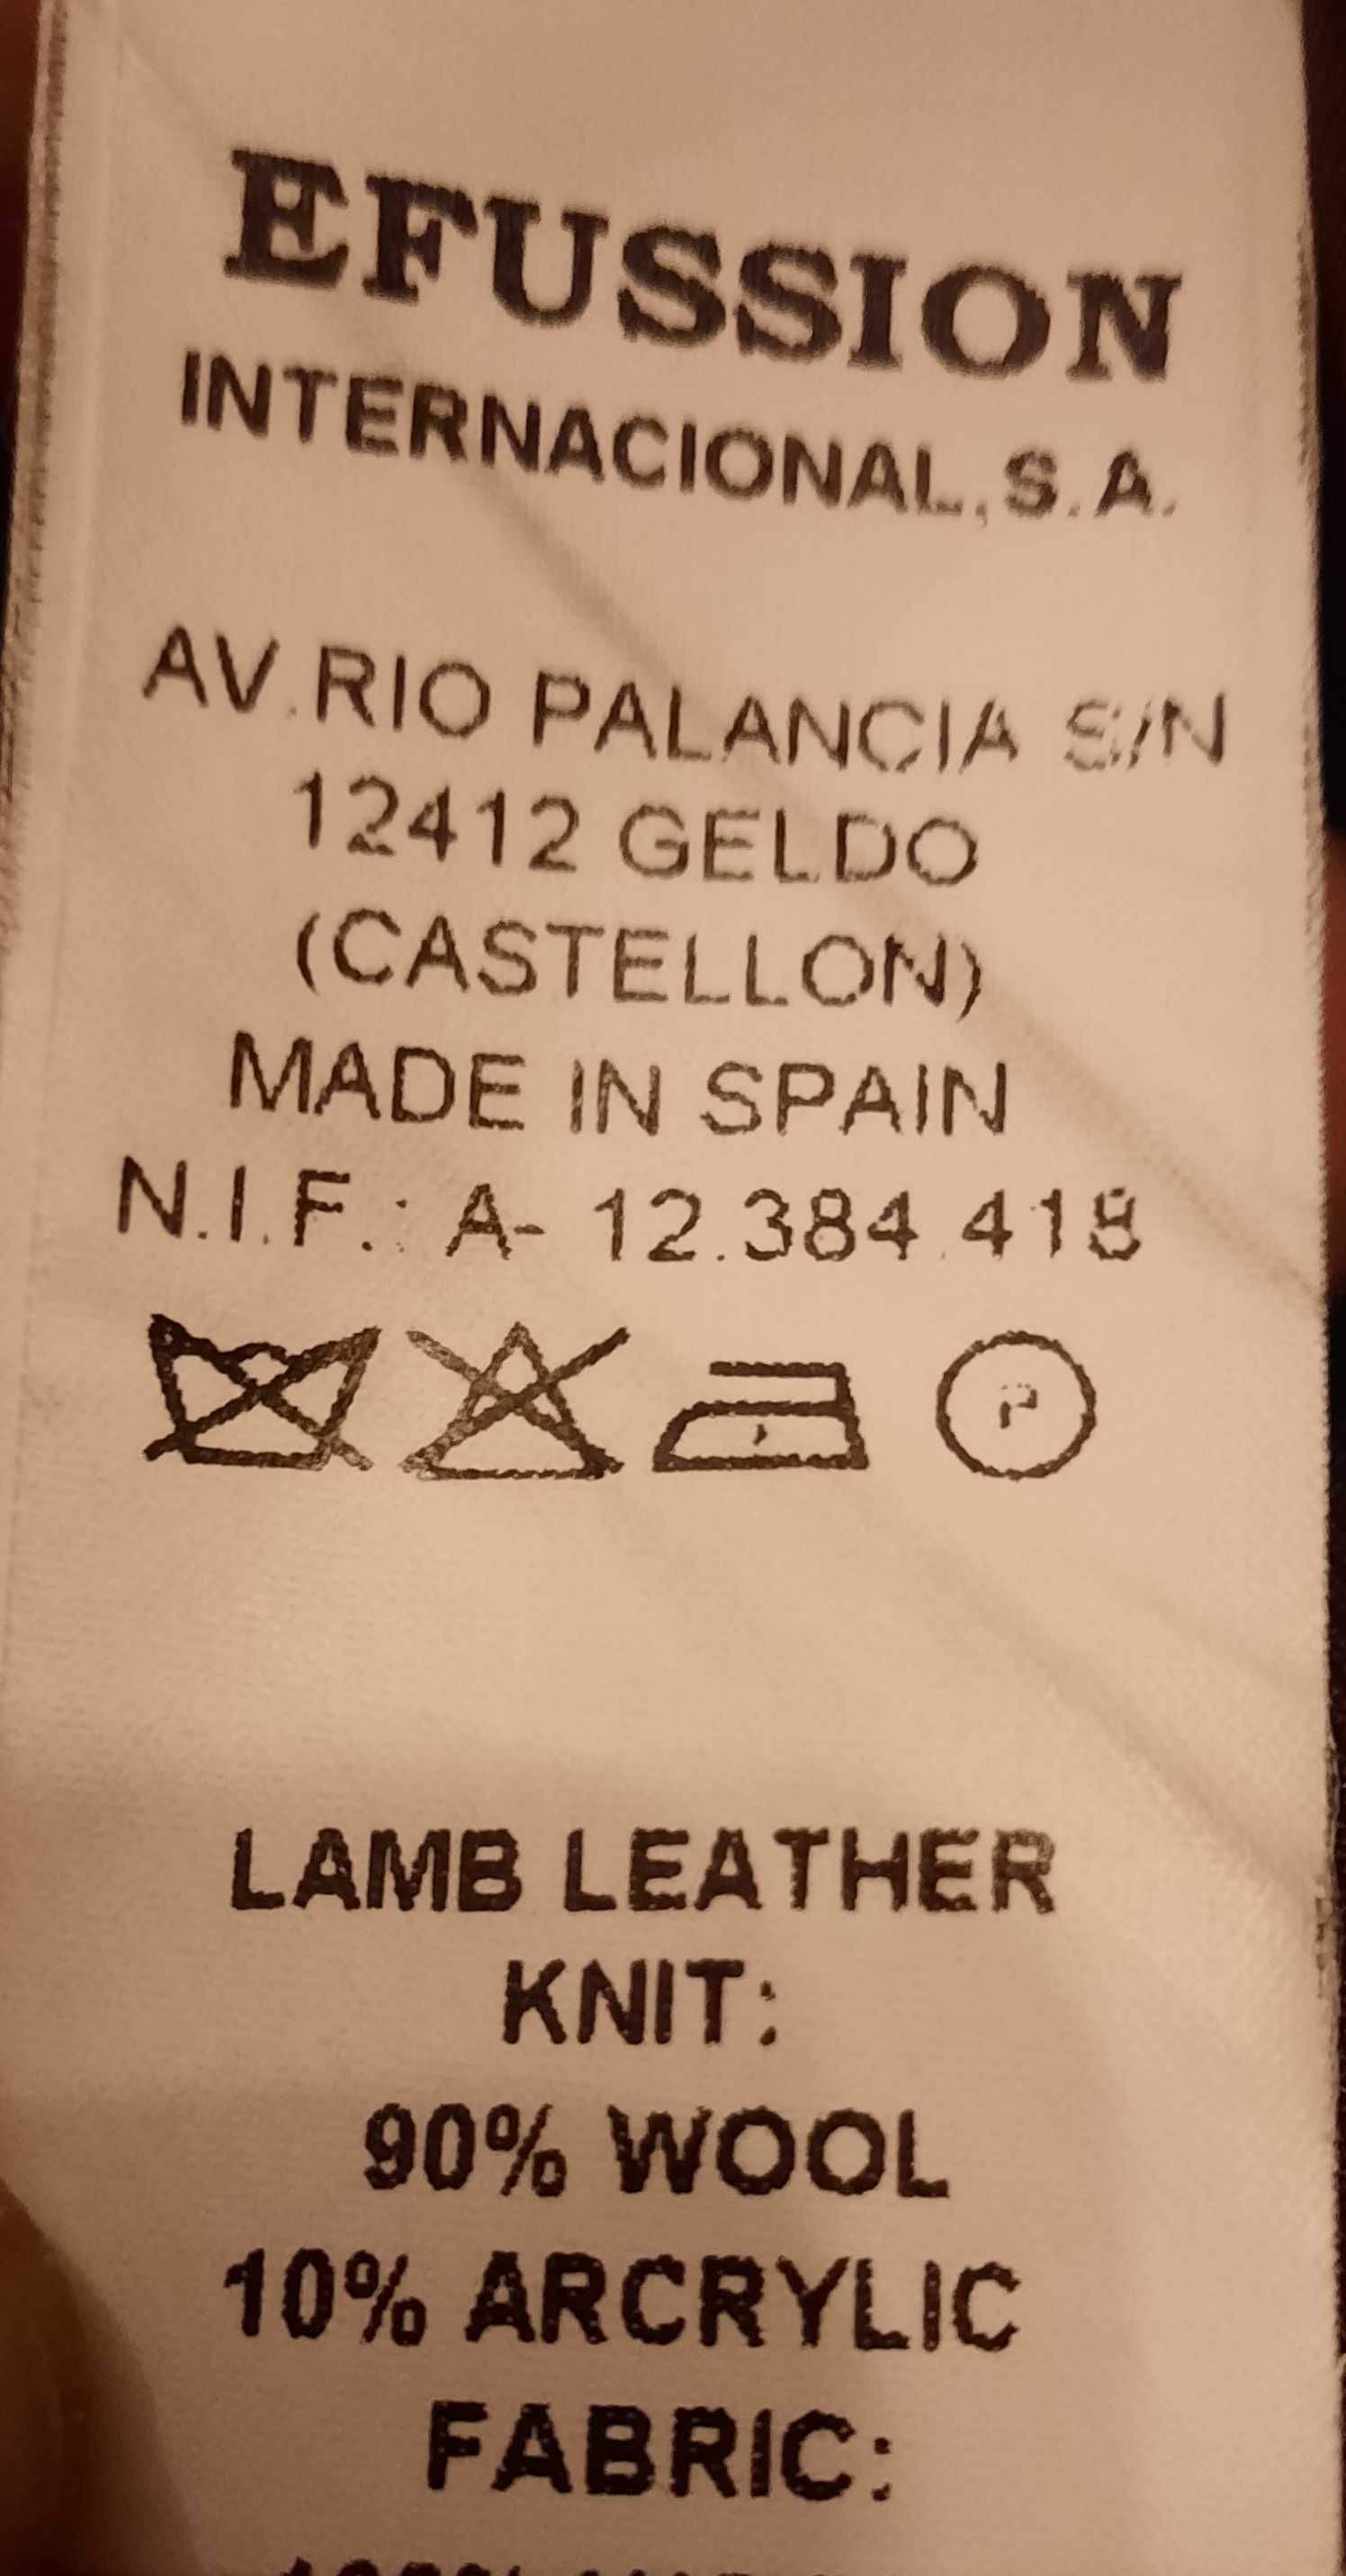 EFUSSION
INTERNACIONAL, S.A.
AV. RIO PALANCIA S/N
12412 GELDO
(CASTELLON)
MADE IN SPAIN
N.I.F.: A- 12.384.418
P
LAMB LEATHER
KNIT:
90% WOOL
10% ARCRYLIC
FABRIC: